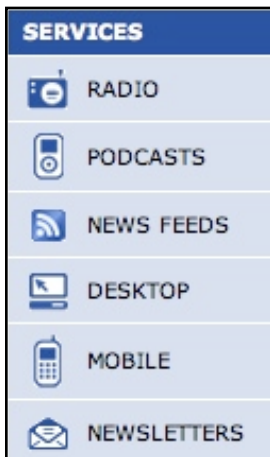 SERVICES
RADIO
PODCASTS
NEWS FEEDS
DESKTOP
MOBILE
NEWSLETTERS